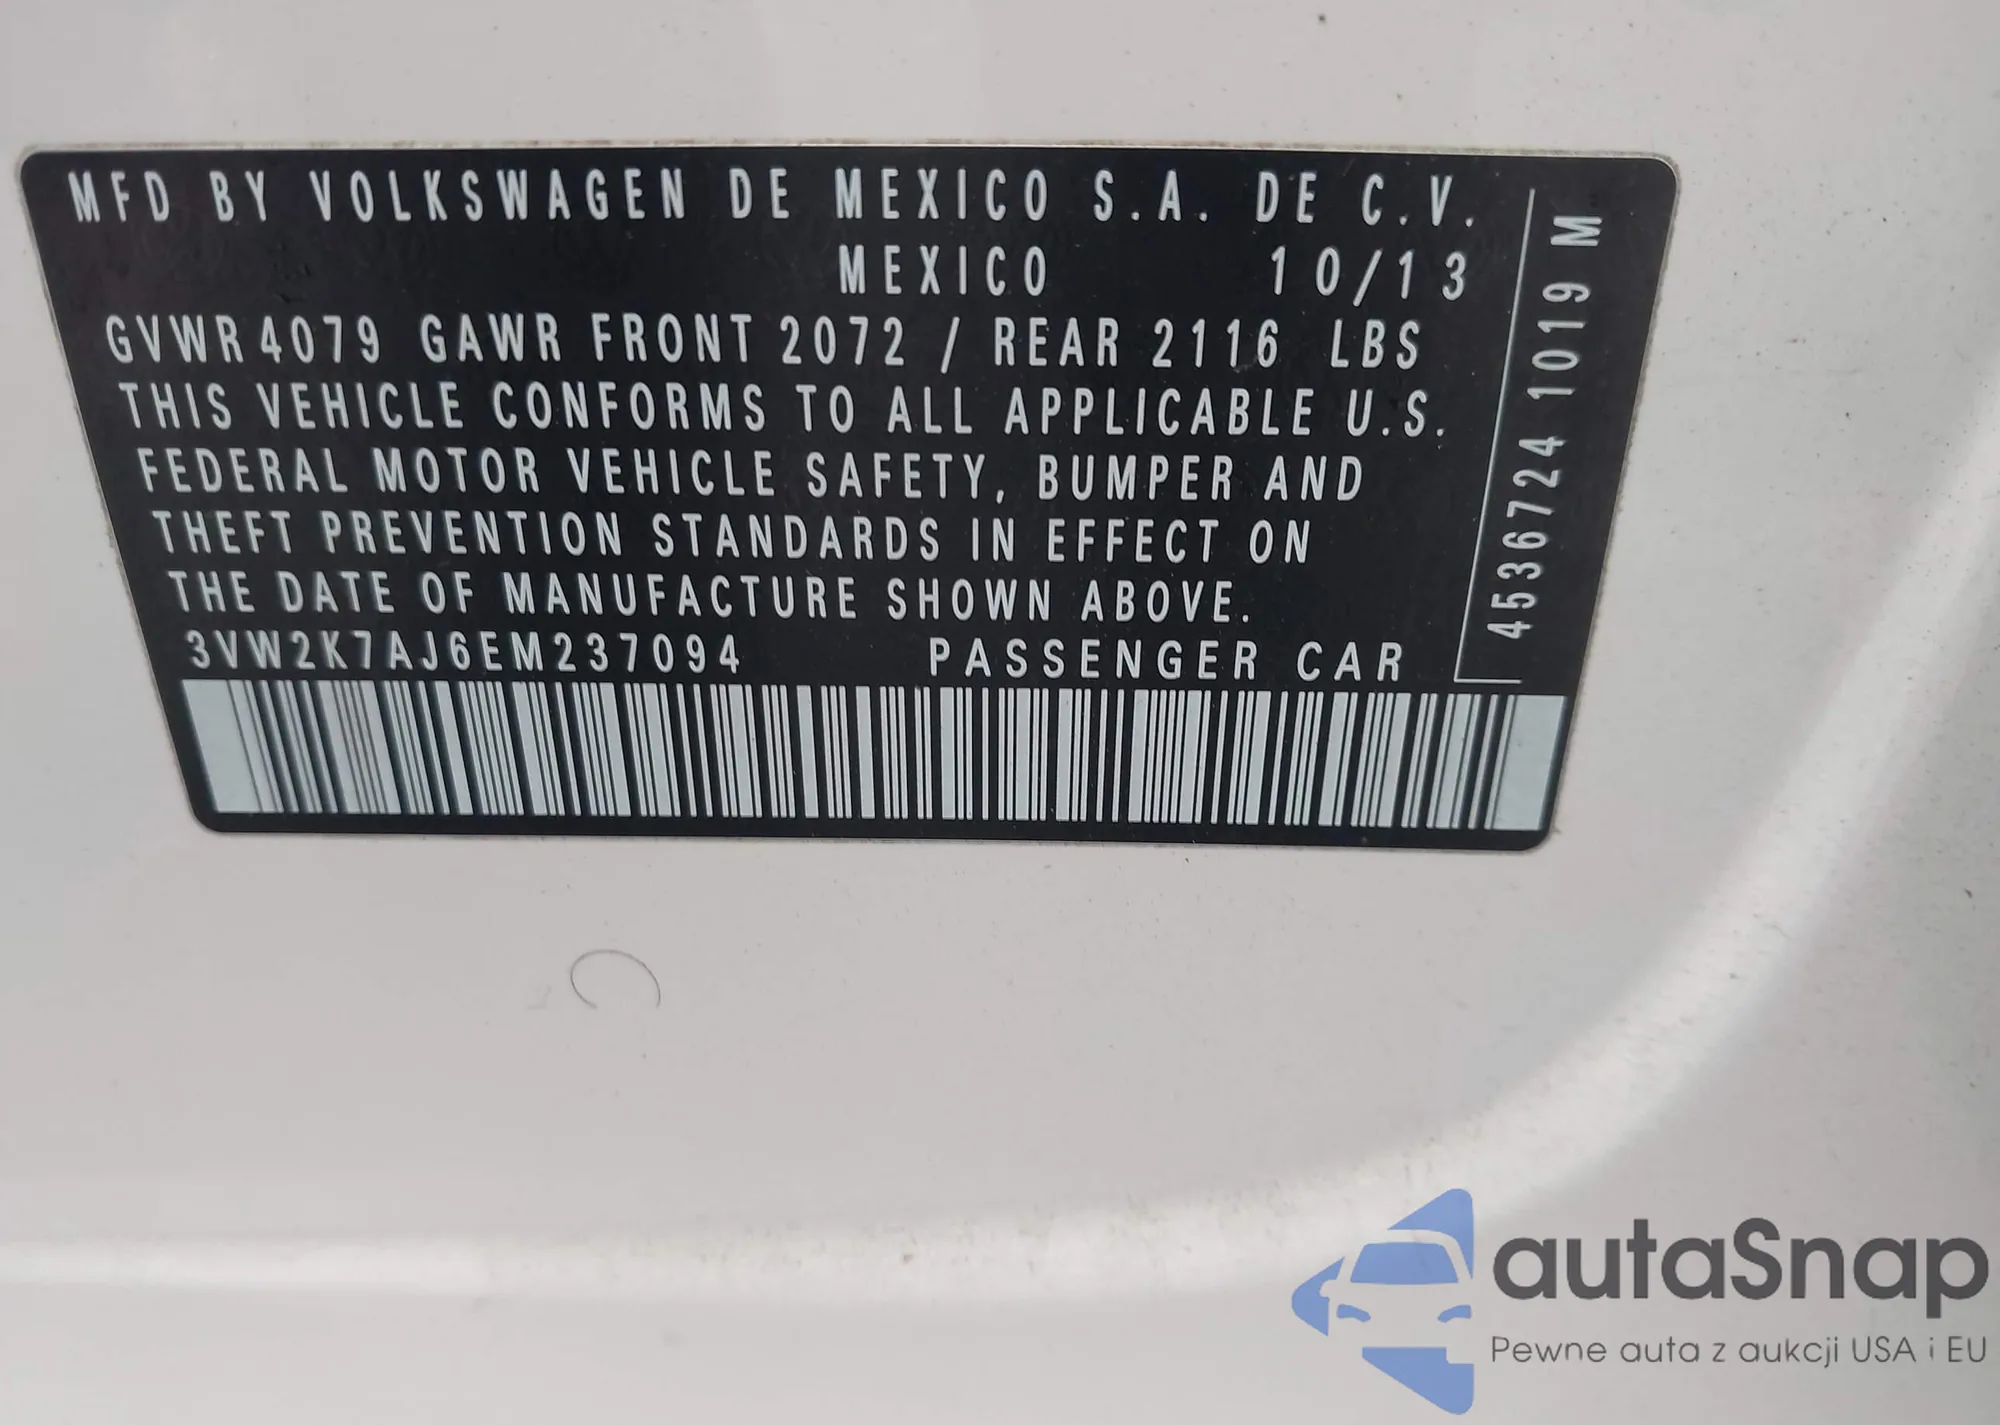 MFD BY VOLKSWAGEN DE MEXICO S.A. DE C.V.
MEXICO 10/13
GVWR 4079 GAWR FRONT 2072 / REAR 2116 LBS
THIS VEHICLE CONFORMS TO ALL APPLICABLE U.S.
FEDERAL MOTOR VEHICLE SAFETY, BUMPER AND
THEFT PREVENTION STANDARDS IN EFFECT ON
THE DATE OF MANUFACTURE SHOWN ABOVE.
3VW2K7AJ6EM237094 PASSENGER CAR
4536724 1019 M
autaSnap
Pewne auta z aukcji USA i EU